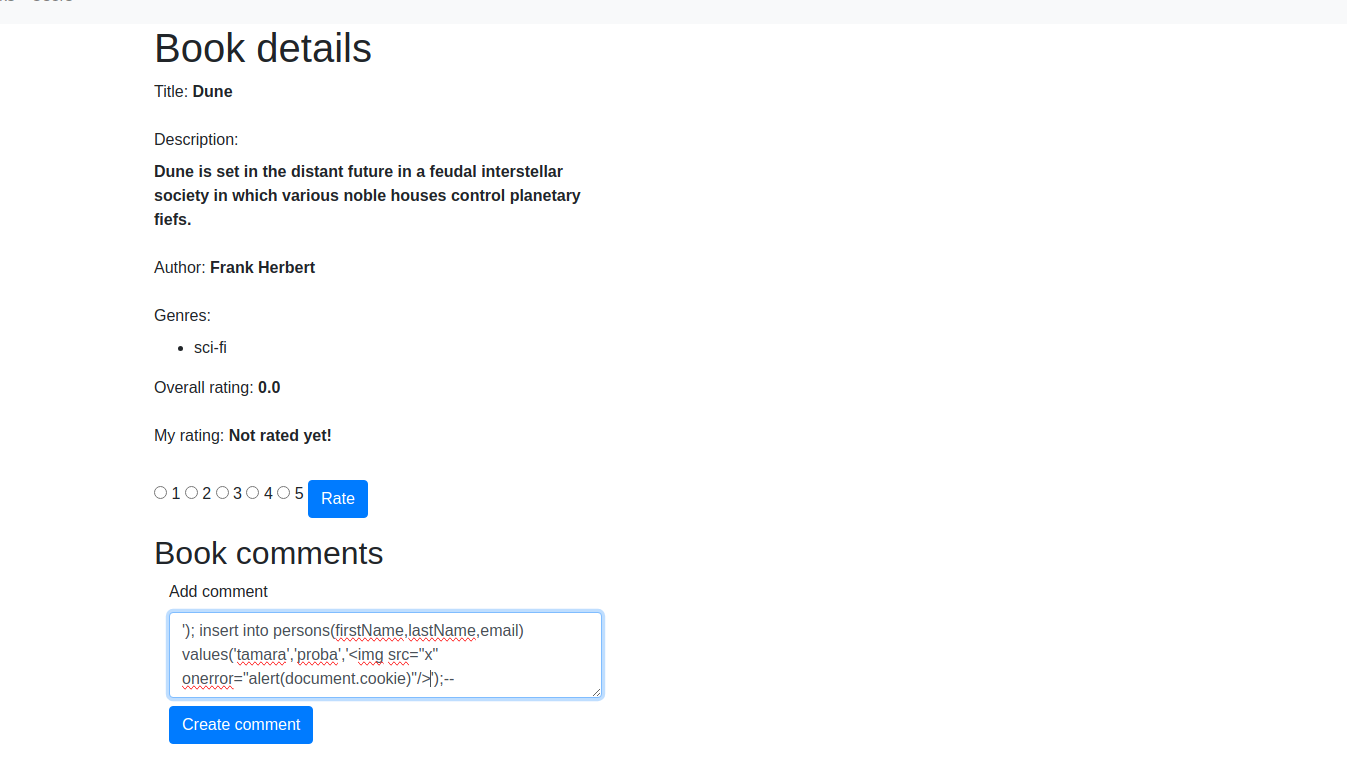 Book details
Title: Dune
Description:
Dune is set in the distant future in a feudal interstellar
society in which various noble houses control planetary
fiefs.
Author: Frank Herbert
Genres:
• sci-fi
Overall rating: 0.0
My rating: Not rated yet!
1 2 3 4 5 Rate
Book comments
Add comment
'); insert into persons(firstName,lastName,email)
values('tamara','proba','<img src="x"
onerror="alert(document.cookie)"/>');--
Create comment